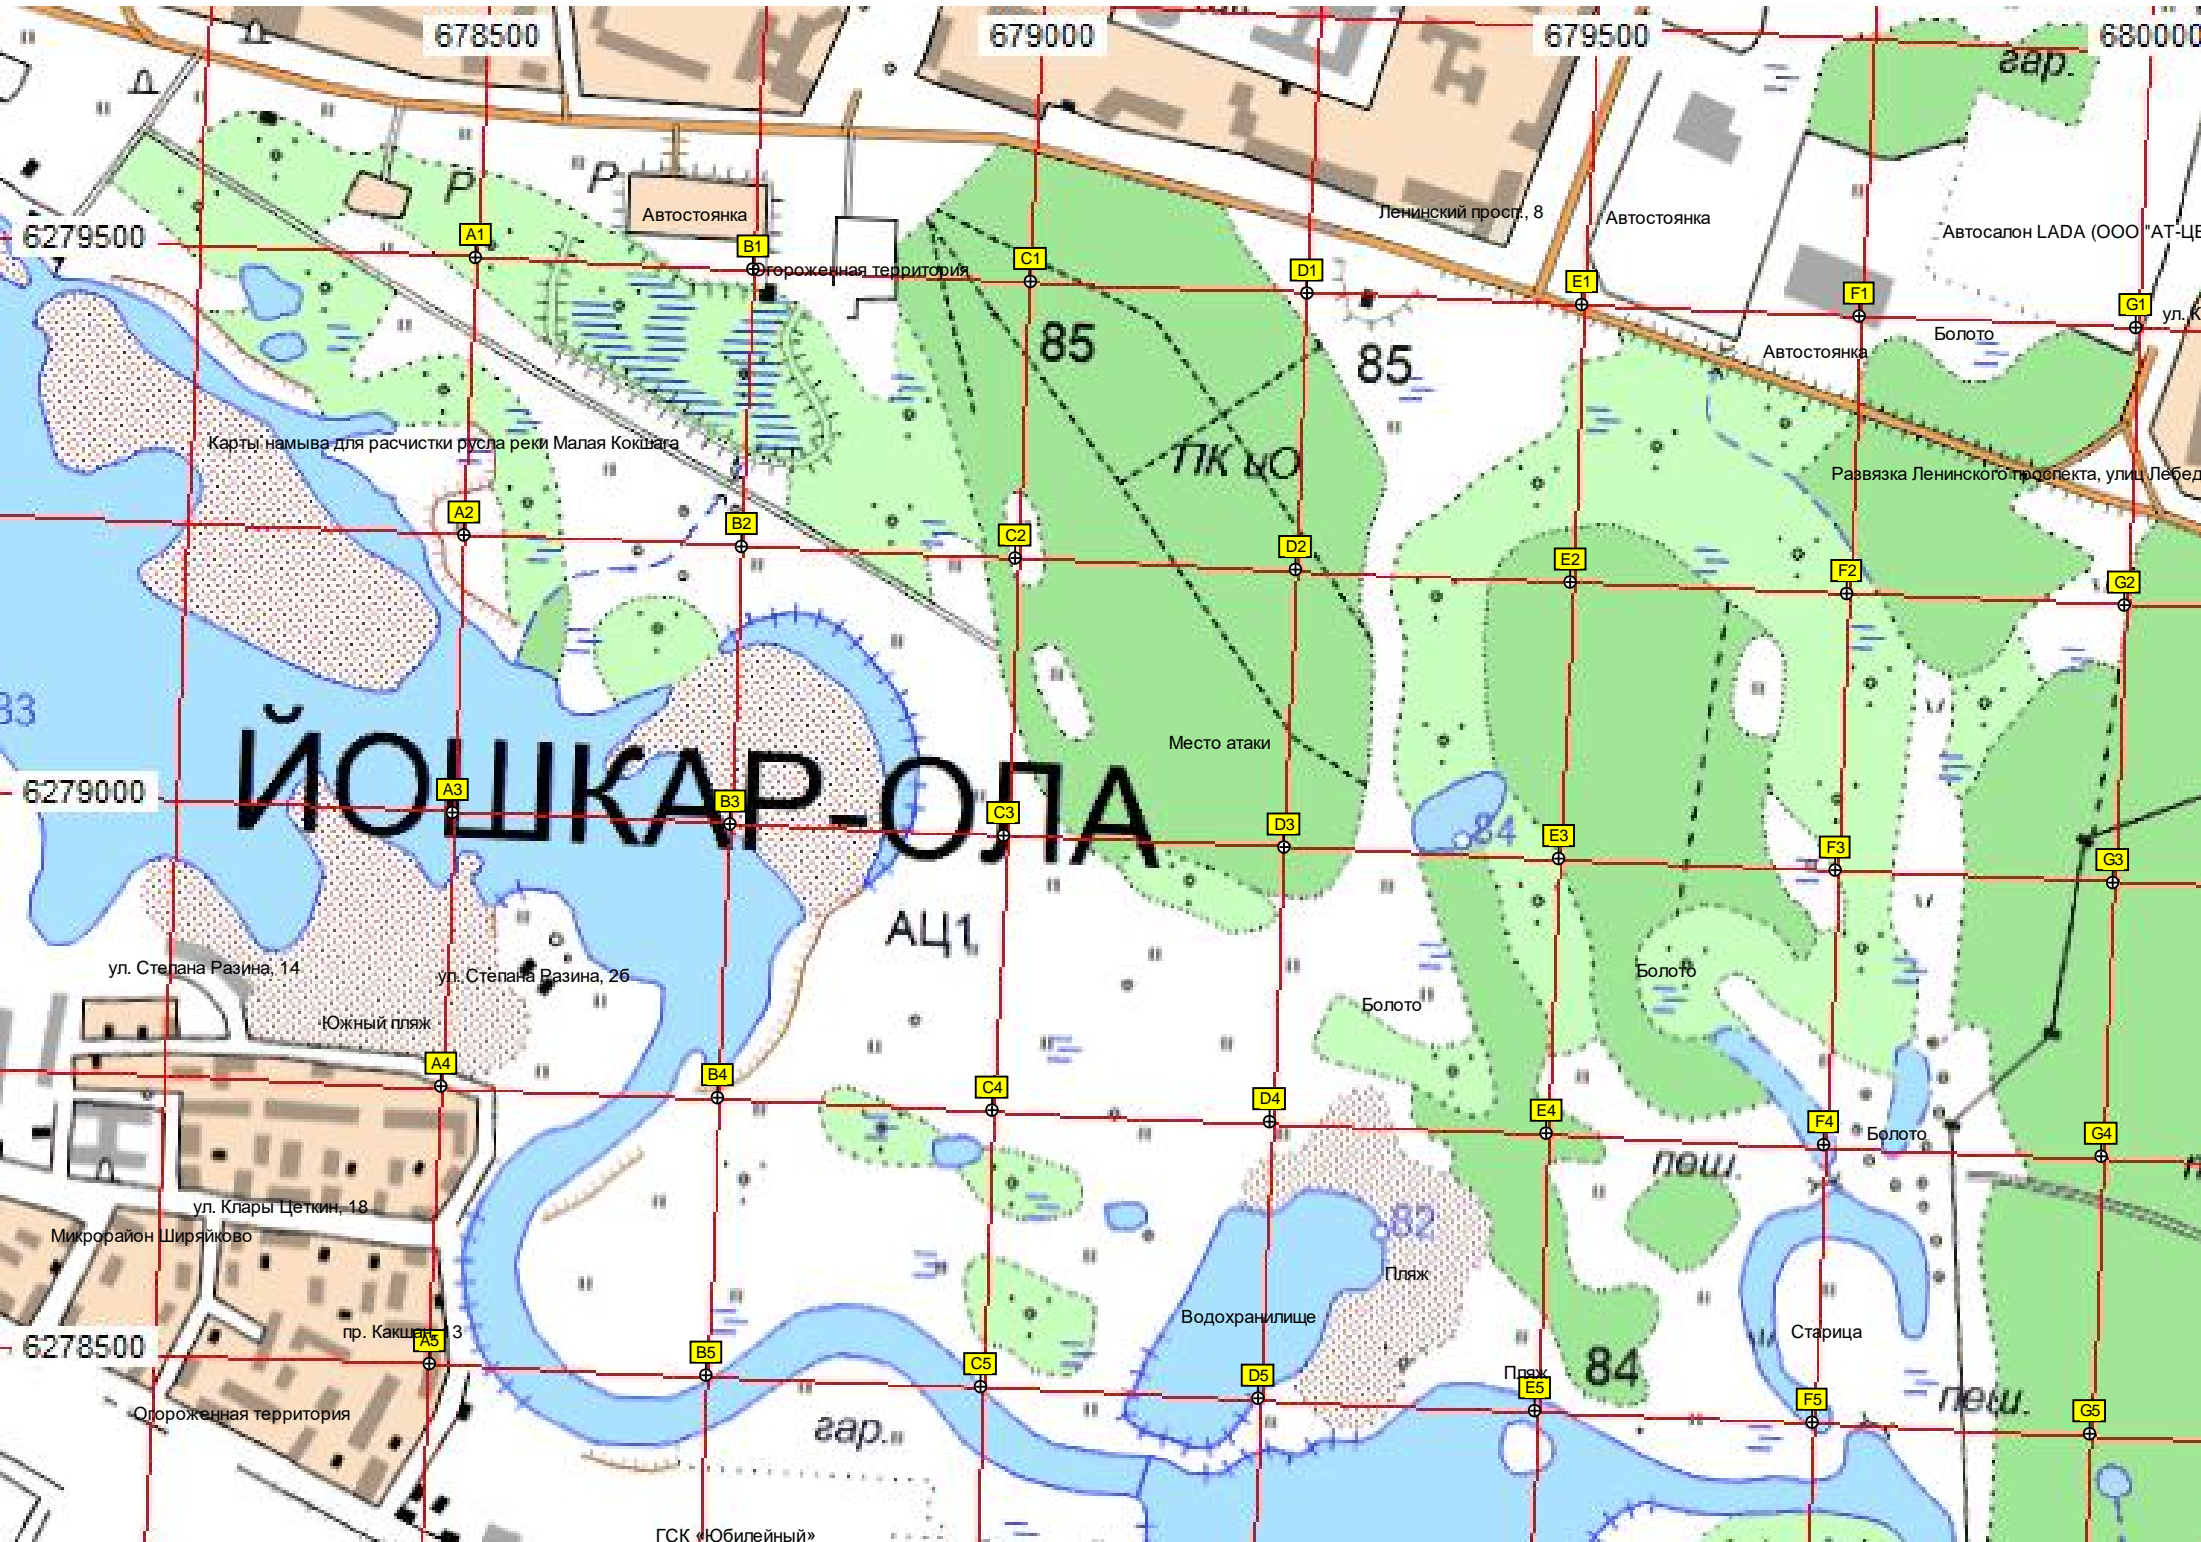 678500
679000
679500
680000
гар.
Р
Р
Автостоянка
Ленинский просп., 8
Автостоянка
Автосалон LADA (ООО "АТ-ЦЕ
6279500
A1
B1
C1
D1
E1
F1
G1
Огороженная территория
ул. К
Болото
85
85
Автостоянка
Карты намыва для расчистки русла реки Малая Кокшага
ПК иО
Развязка Ленинского проспекта, улиц Лебед
A2
B2
C2
D2
E2
F2
G2
83
Место атаки
ЙОШКАР-ОЛА
6279000
A3
B3
C3
D3
E3
F3
G3
84
АЦ1
ул. Степана Разина, 14
ул. Степана Разина, 2б
Болото
Болото
Южный пляж
A4
B4
C4
D4
E4
F4
G4
Болото
пеш.
ул. Клары Цеткин, 18
82
Микрорайон Ширяйково
Пляж
Водохранилище
пр. Какшан, 13
Старица
6278500
A5
B5
C5
D5
E5
F5
G5
Пляж
84
пеш.
Огороженная территория
гар.
ГСК «Юбилейный»